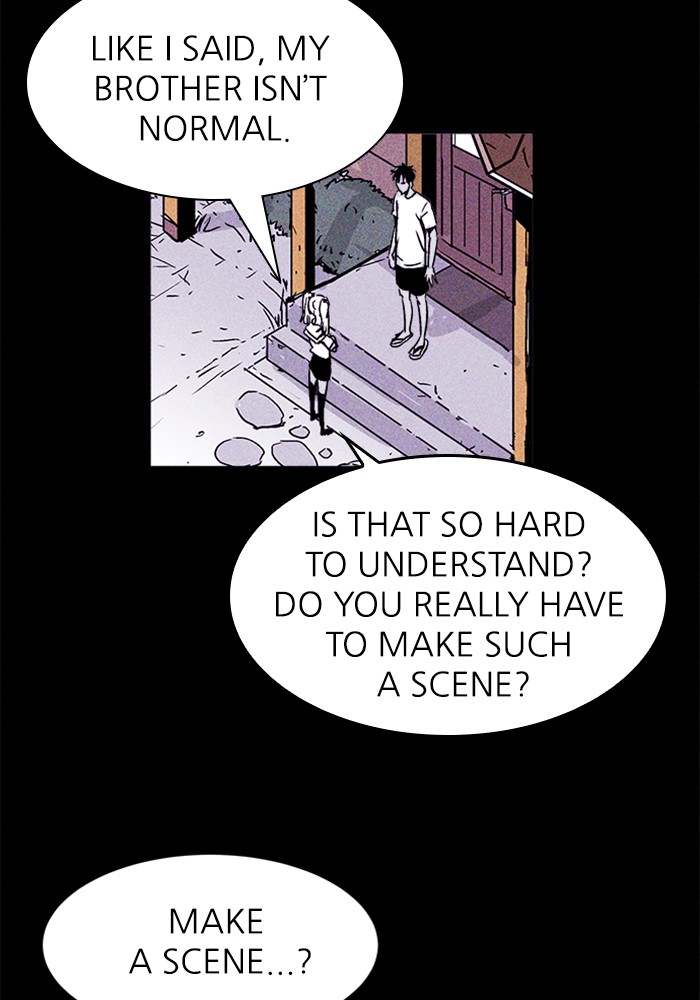 LIKE I SAID, MY
BROTHER ISN'T
NORMAL.
IS THAT SO HARD
TO UNDERSTAND?
DO YOU REALLY HAVE
TO MAKE SUCH
A SCENE?
MAKE
A SCENE...?